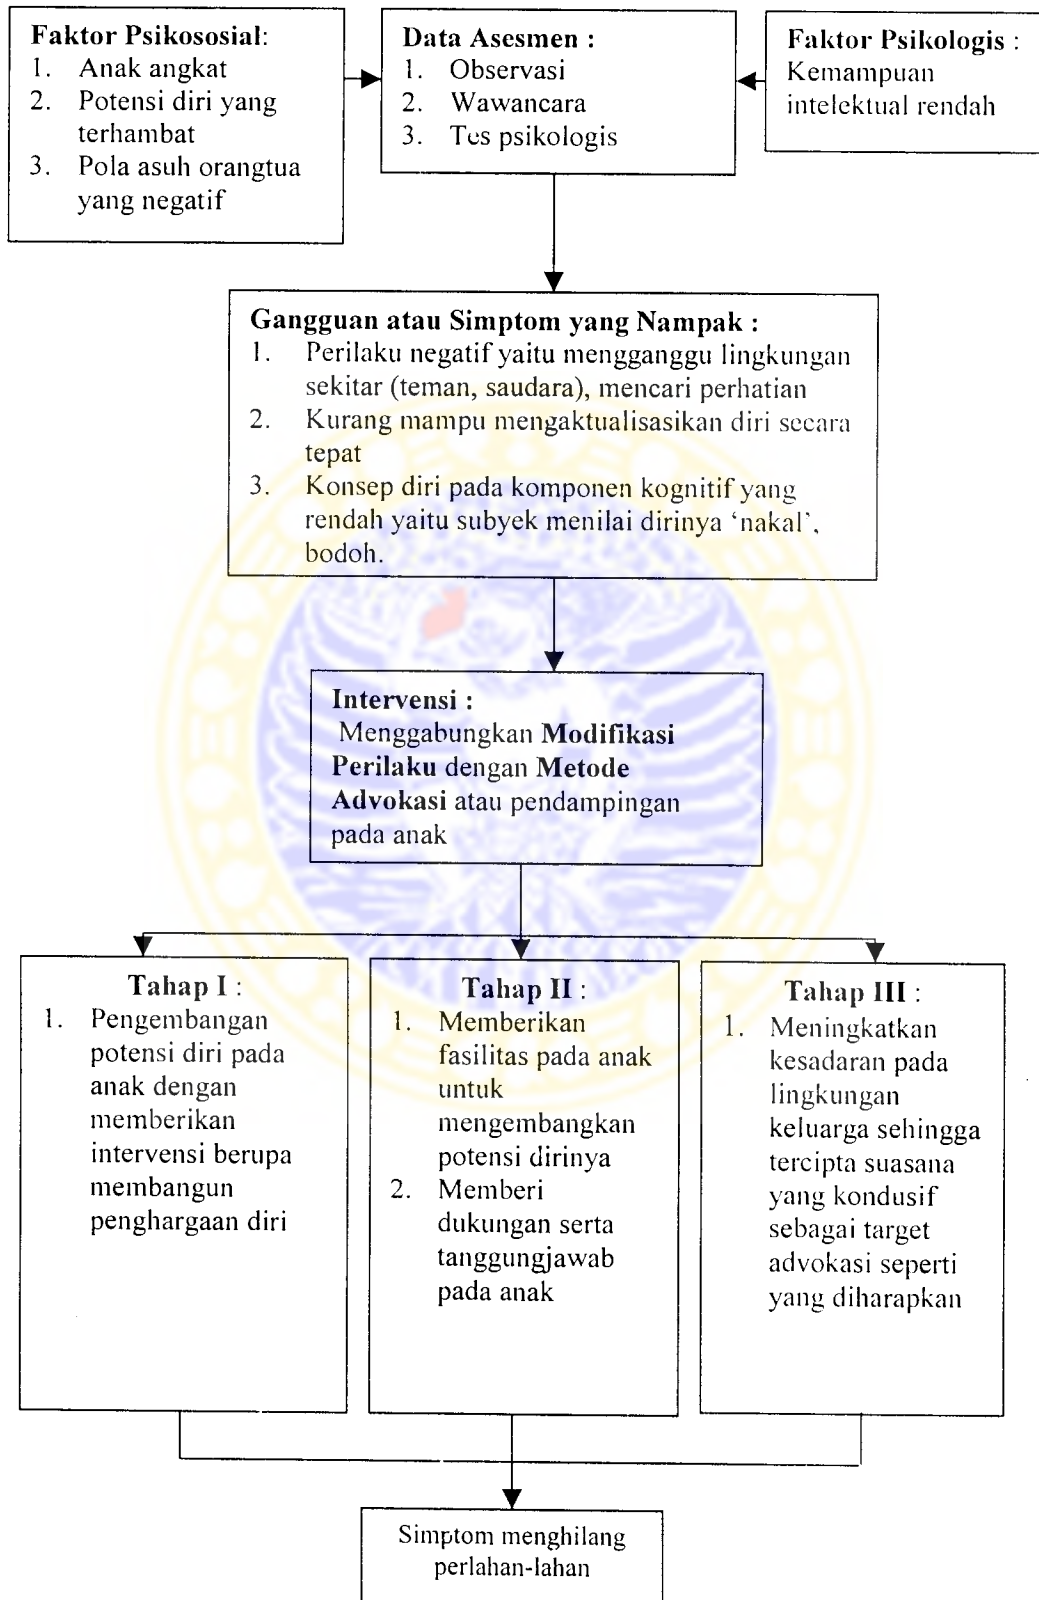 Faktor Psikososial:
1. Anak angkat
2. Potensi diri yang
terhambat
3. Pola asuh orangtua
yang negatif
Data Asesmen :
1. Observasi
2. Wawancara
3. Tes psikologis
Faktor Psikologis :
Kemampuan
intelektual rendah
Gangguan atau Simptom yang Nampak :
1. Perilaku negatif yaitu mengganggu lingkungan
sekitar (teman, saudara), mencari perhatian
2. Kurang mampu mengaktualisasikan diri secara
tepat
3. Konsep diri pada komponen kognitif yang
rendah yaitu subyek menilai dirinya ‘nakal’,
bodoh.
Intervensi :
Menggabungkan Modifikasi
Perilaku dengan Metode
Advokasi atau pendampingan
pada anak
Tahap I :
1. Pengembangan
potensi diri pada
anak dengan
memberikan
intervensi berupa
membangun
penghargaan diri
Tahap II :
1. Memberikan
fasilitas pada anak
untuk
mengembangkan
potensi dirinya
2. Memberi
dukungan serta
tanggungjawab
pada anak
Tahap III :
1. Meningkatkan
kesadaran pada
lingkungan
keluarga sehingga
tercipta suasana
yang kondusif
sebagai target
advokasi seperti
yang diharapkan
Simptom menghilang
perlahan-lahan